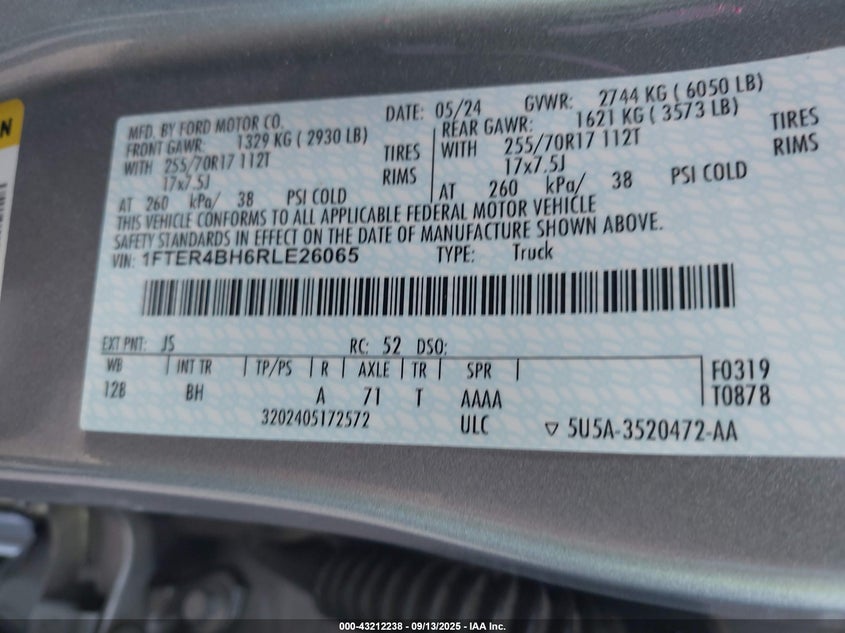 N
MFD. BY FORD MOTOR CO. DATE: 05/24 GVWR: 2744 KG ( 6050 LB)
FRONT GAWR: 1329 KG ( 2930 LB) REAR GAWR: 1621 KG ( 3573 LB)
WITH 255/70R17 112T TIRES WITH 255/70R17 112T TIRES
17x7.5J RIMS 17x7.5J RIMS
AT 260 kPa/ 38 PSI COLD AT 260 kPa/ 38 PSI COLD
THIS VEHICLE CONFORMS TO ALL APPLICABLE FEDERAL MOTOR VEHICLE
SAFETY STANDARDS IN EFFECT ON THE DATE OF MANUFACTURE SHOWN ABOVE.
VIN: 1FTER4BH6RLE26065 TYPE: Truck
EXT PNT: JS RC: 52 DSO:
WB INT TR TP/PS R AXLE TR SPR F0319
128 BH A 71 T AAAA T0878
3202405172572 ULC ▽ 5U5A-3520472-AA
000-43212238 - 09/13/2025 - IAA Inc.